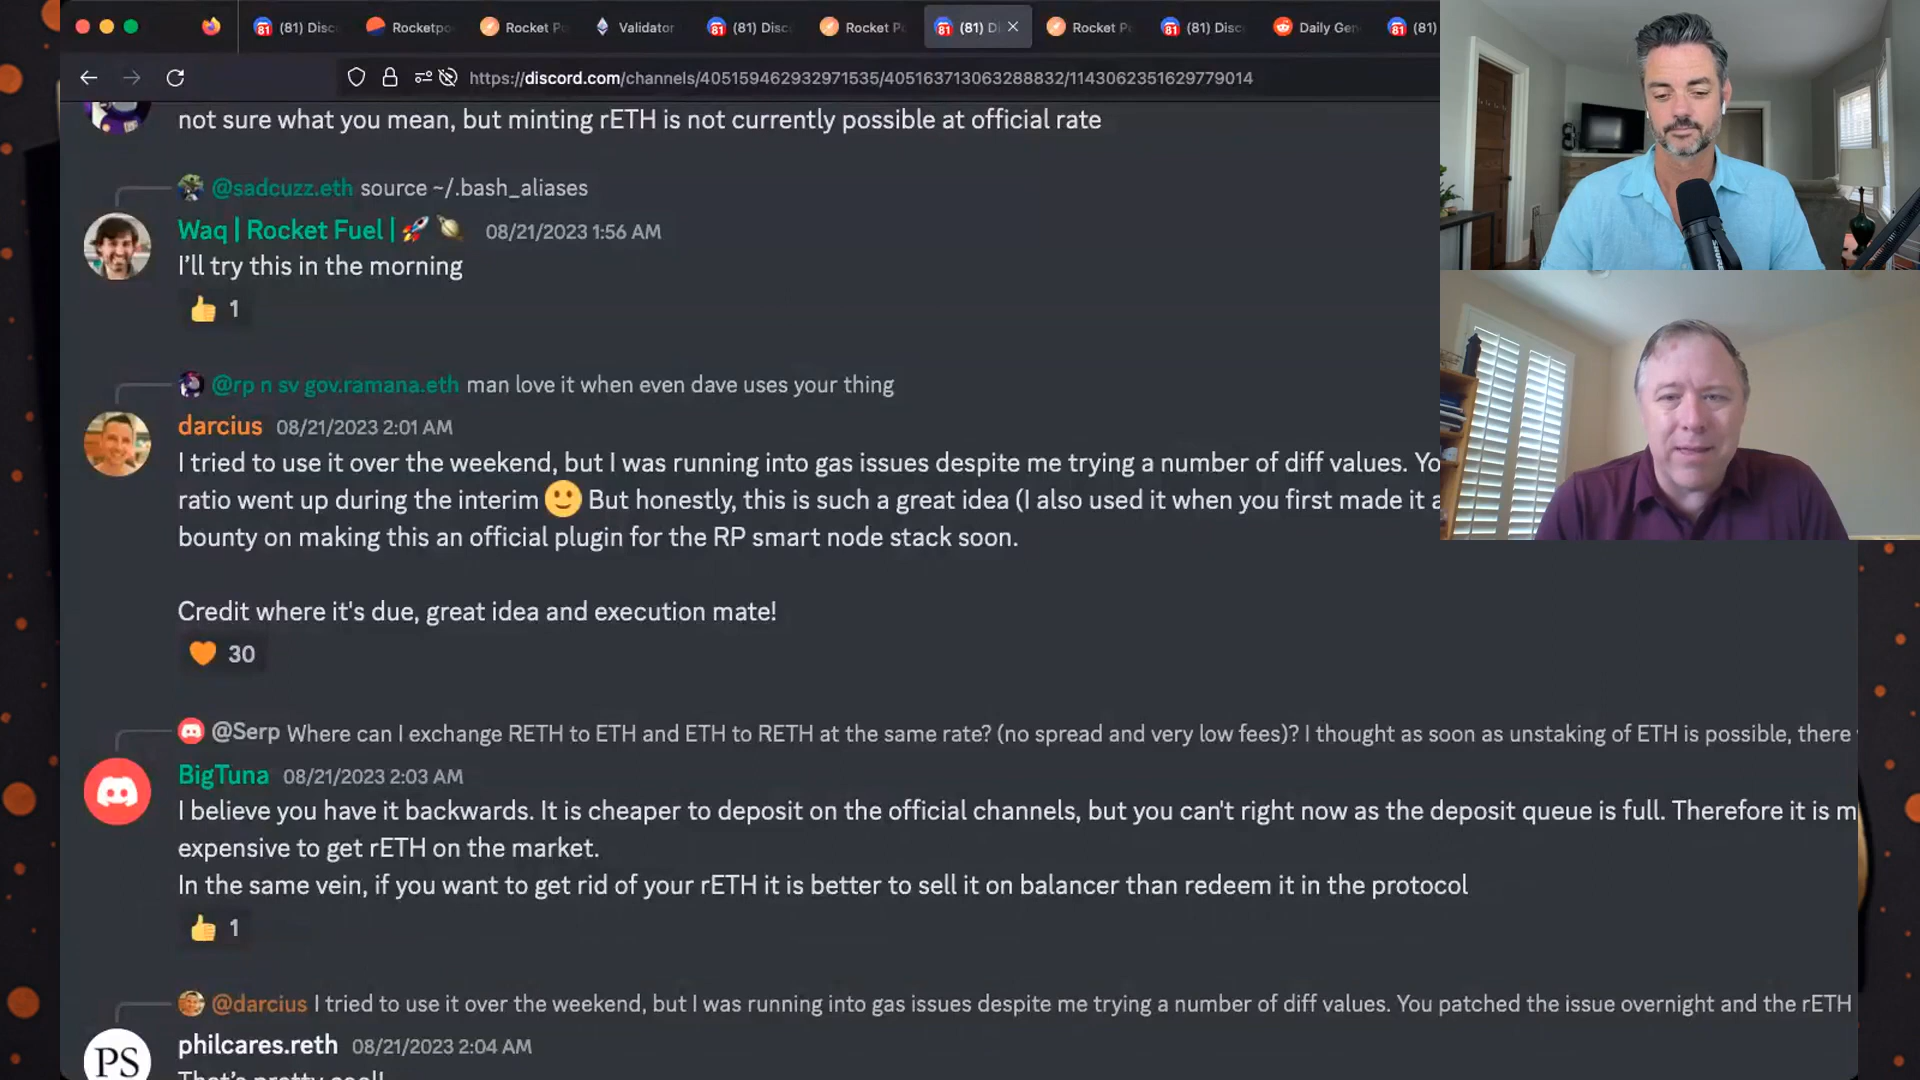 (81) Disc
Rocketpo
Rocket P
Validator
(81) Disc
Rocket P
(81) D
Rocket P
(81) Disc
Daily Gen
(81)
https://discord.com/channels/405159462932971535/405163713063288832/1143062351629779014
not sure what you mean, but minting rETH is not currently possible at official rate
@sadcuzz.eth source ~/.bash_aliases
Waq | Rocket Fuel | 🚀 🪐 08/21/2023 1:56 AM
I'll try this in the morning
👍 1
@rp n sv gov.ramana.eth man love it when even dave uses your thing
darcius 08/21/2023 2:01 AM
I tried to use it over the weekend, but I was running into gas issues despite me trying a number of diff values. Yo
ratio went up during the interim 🙂 But honestly, this is such a great idea (I also used it when you first made it a
bounty on making this an official plugin for the RP smart node stack soon.
Credit where it's due, great idea and execution mate!
🧡 30
@Serp Where can I exchange RETH to ETH and ETH to RETH at the same rate? (no spread and very low fees)? I thought as soon as unstaking of ETH is possible, there
BigTuna 08/21/2023 2:03 AM
I believe you have it backwards. It is cheaper to deposit on the official channels, but you can't right now as the deposit queue is full. Therefore it is m
expensive to get rETH on the market.
In the same vein, if you want to get rid of your rETH it is better to sell it on balancer than redeem it in the protocol
👍 1
@darcius I tried to use it over the weekend, but I was running into gas issues despite me trying a number of diff values. You patched the issue overnight and the rETH
PS
philcares.reth 08/21/2023 2:04 AM
That's pretty cool!